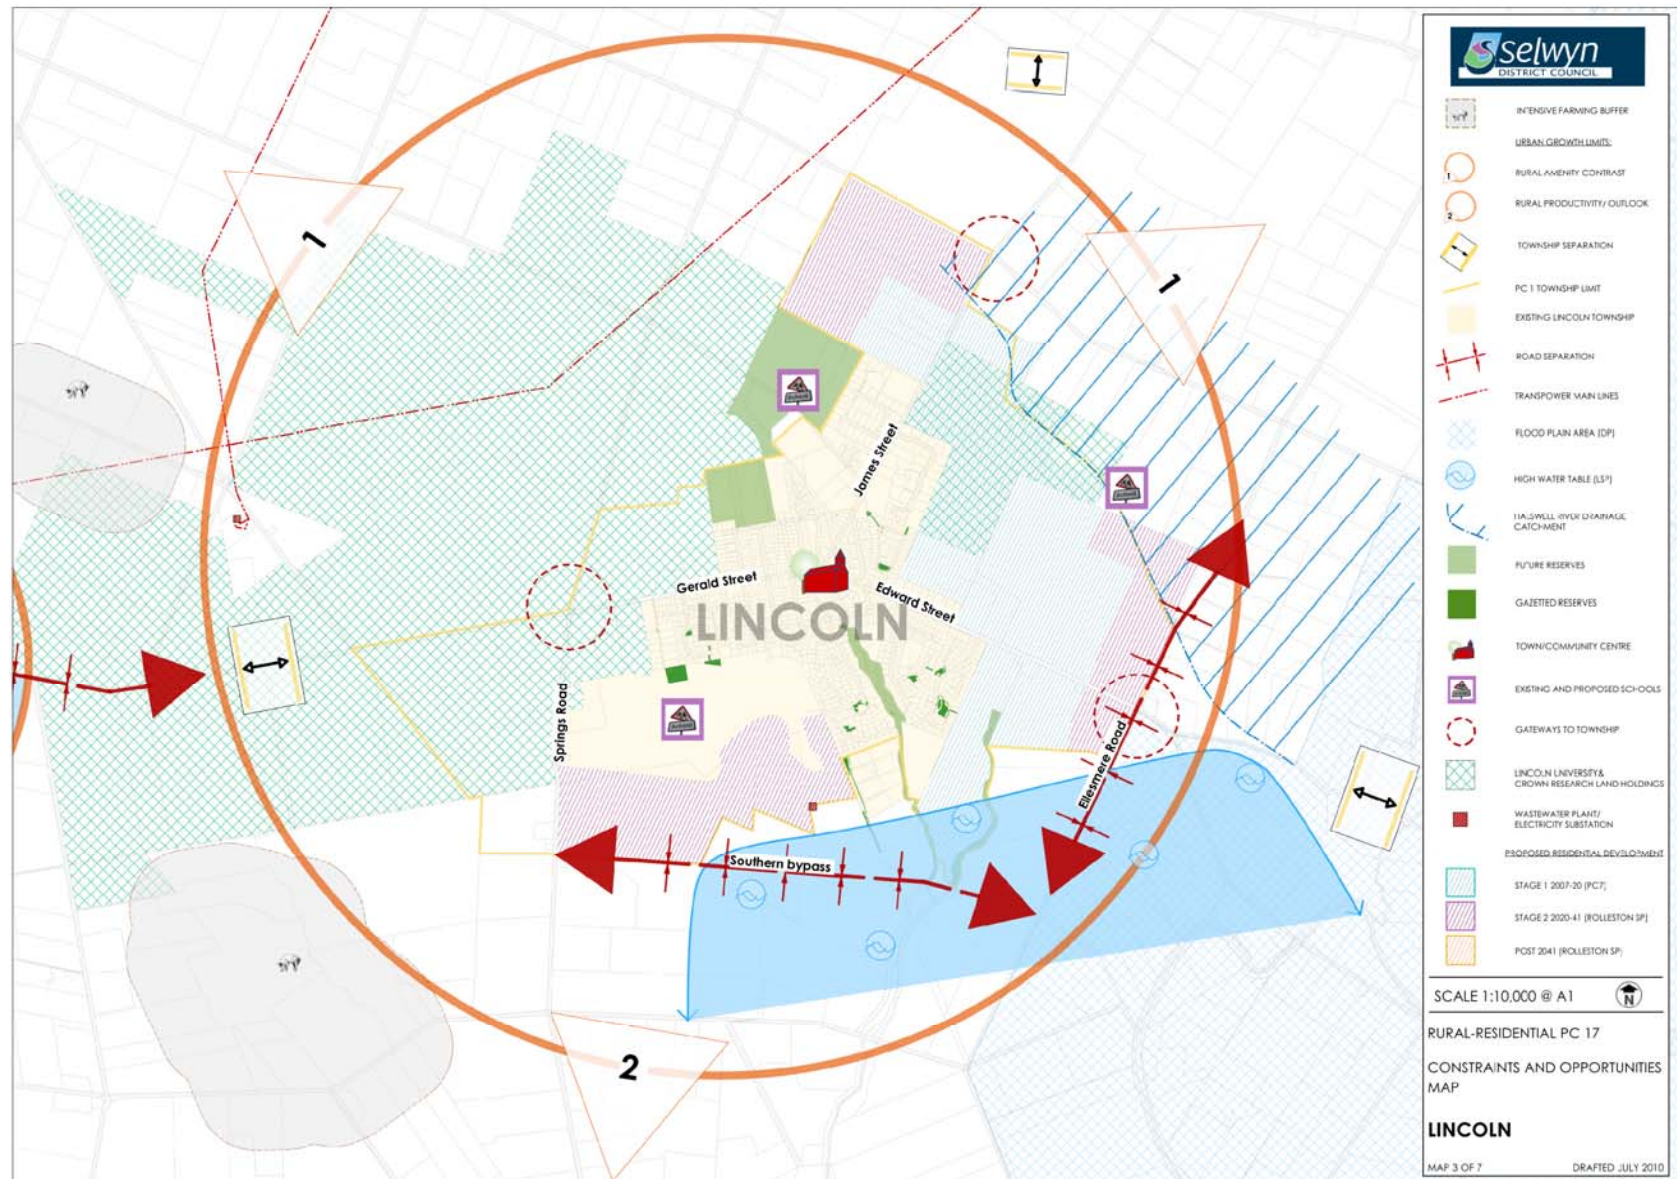 1
1
James Street
Gerald Street
Edward Street
LINCOLN
Springs Road
Ellesmere Road
Southern bypass
2
selwyn
DISTRICT COUNCIL
INTENSIVE FARMING BUFFER
URBAN GROWTH LIMITS:
1
RURAL AMENITY CONTRAST
2
RURAL PRODUCTIVITY/ OUTLOOK
TOWNSHIP SEPARATION
PC 1 TOWNSHIP LIMIT
EXISTING LINCOLN TOWNSHIP
ROAD SEPARATION
TRANSPOWER MAIN LINES
FLOOD PLAIN AREA (DP)
HIGH WATER TABLE (LSP)
HALSWELL RIVER DRAINAGE
CATCHMENT
FUTURE RESERVES
GAZETTED RESERVES
TOWN/COMMUNITY CENTRE
EXISTING AND PROPOSED SCHOOLS
GATEWAYS TO TOWNSHIP
LINCOLN UNIVERSITY&
CROWN RESEARCH LAND HOLDINGS
WASTEWATER PLANT/
ELECTRICITY SUBSTATION
PROPOSED RESIDENTIAL DEVELOPMENT
STAGE 1 2007-20 (PC7)
STAGE 2 2020-41 (ROLLESTON SP)
POST 2041 (ROLLESTON SP)
SCALE 1:10,000 @ A1
N
RURAL-RESIDENTIAL PC 17
CONSTRAINTS AND OPPORTUNITIES
MAP
LINCOLN
MAP 3 OF 7 DRAFTED JULY 2010